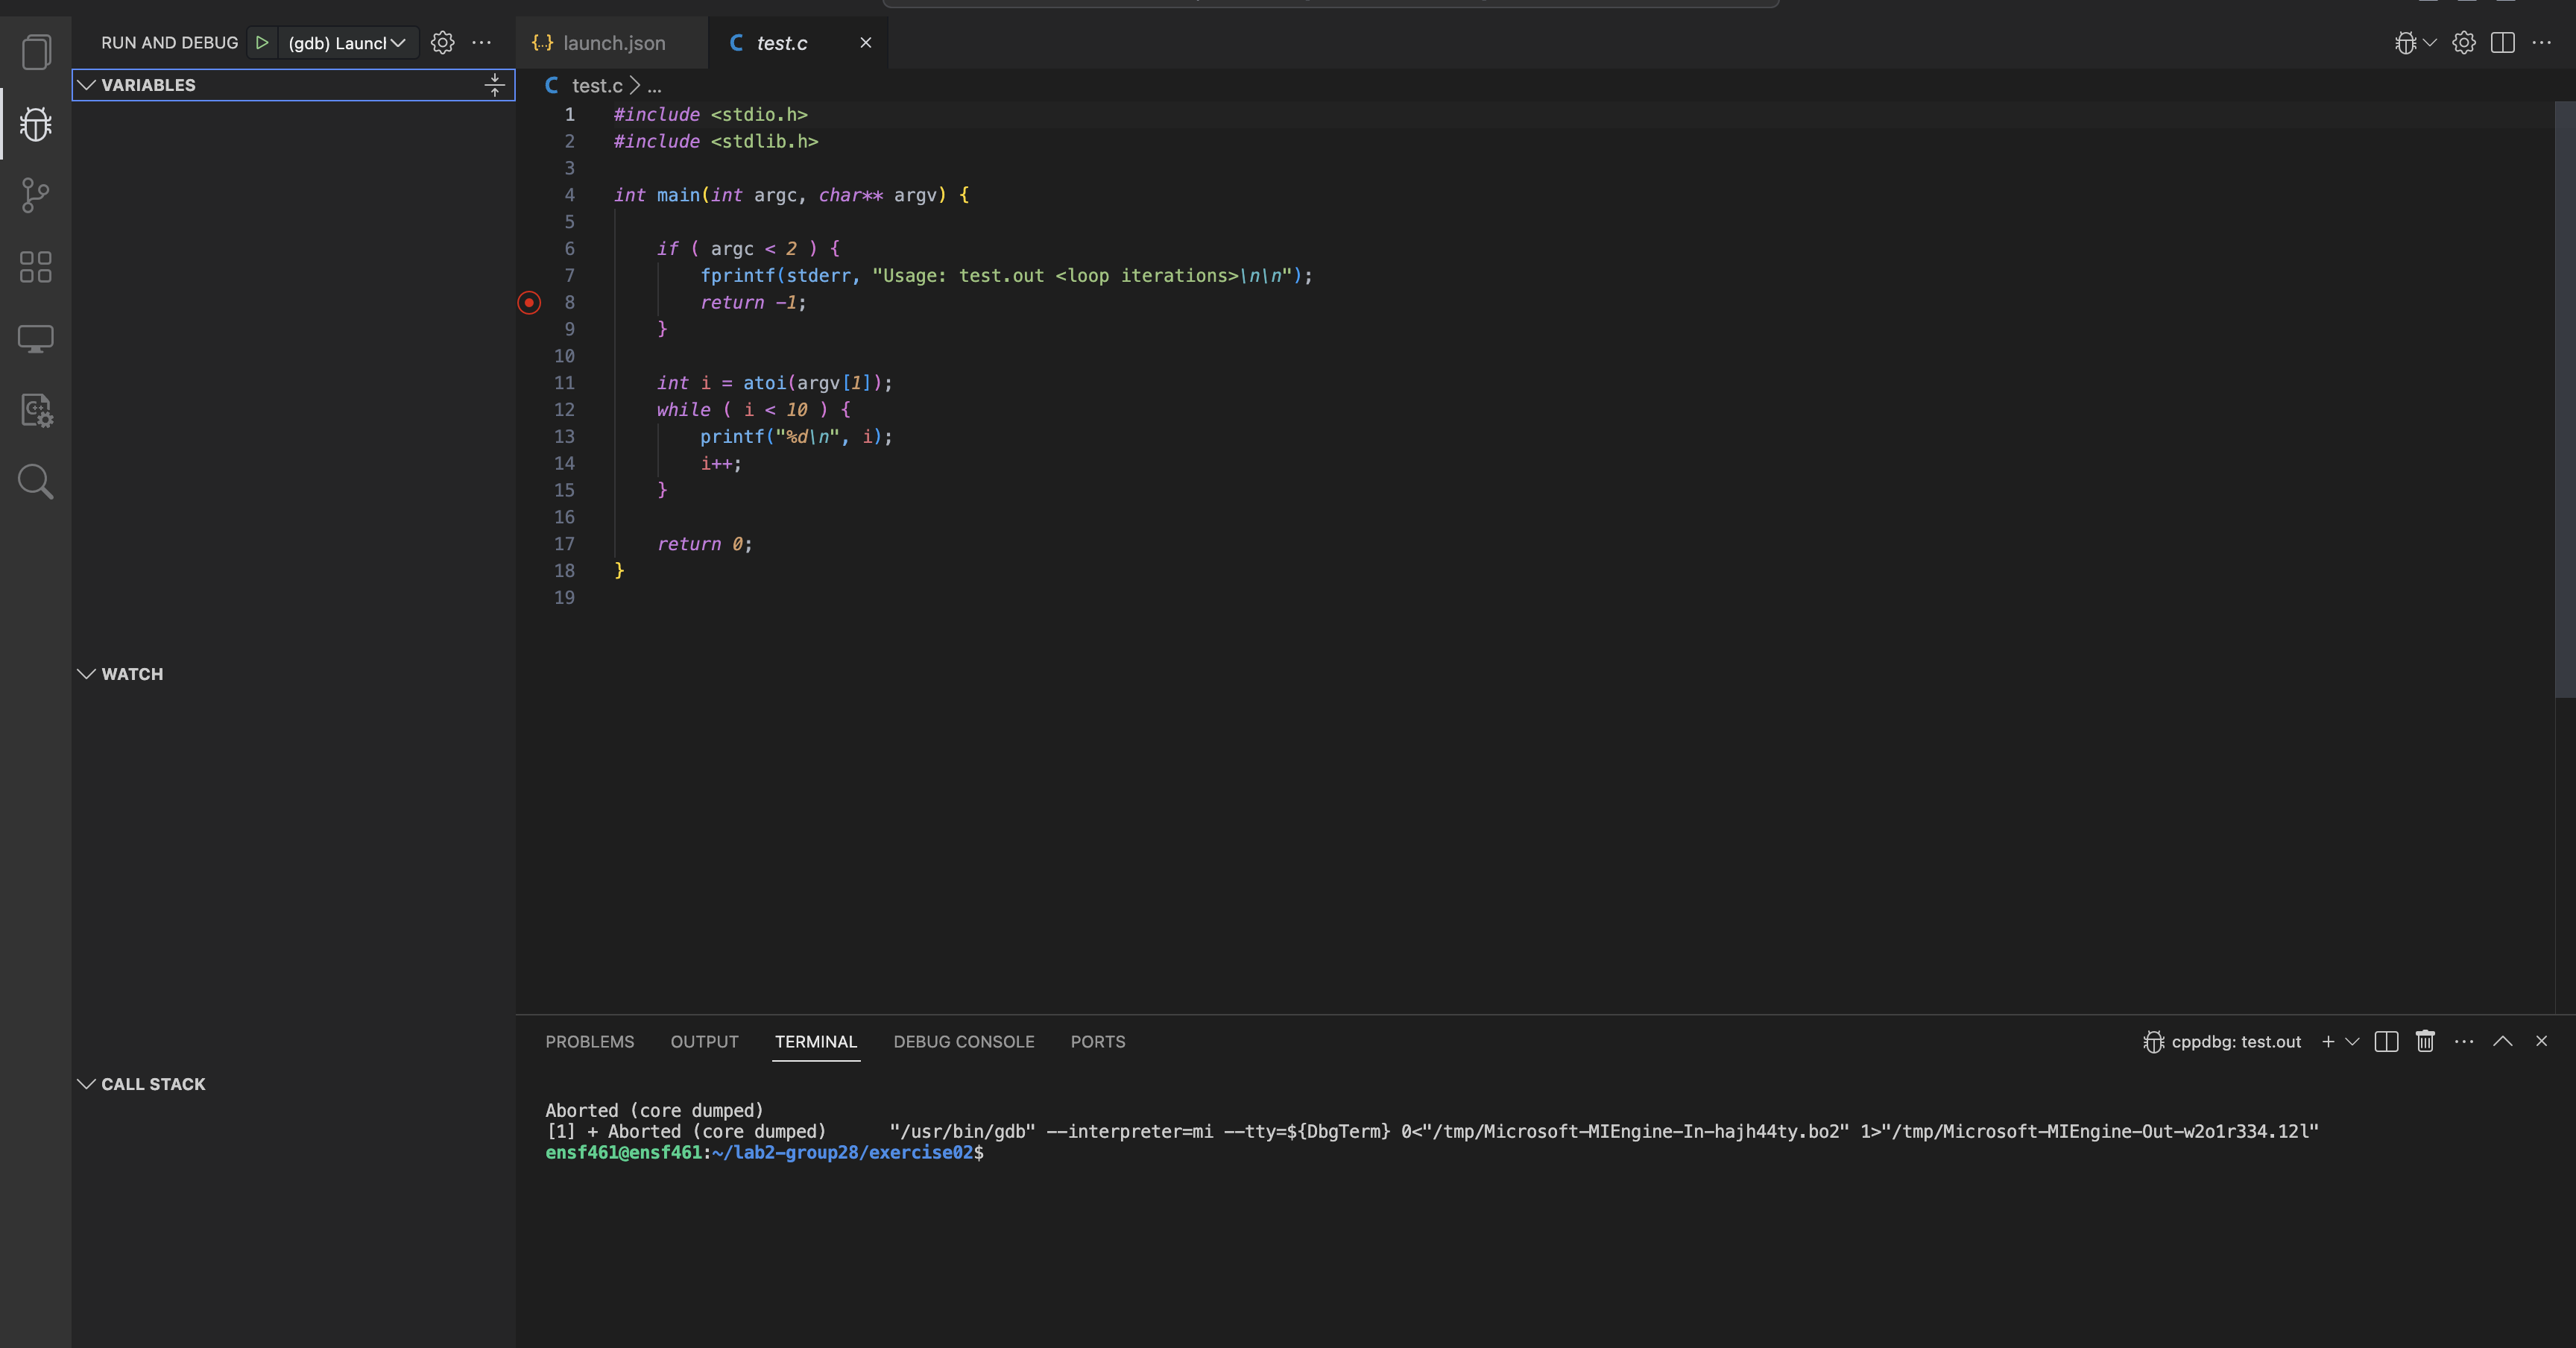 RUN AND DEBUG (gdb) Launcl
VARIABLES
WATCH
CALL STACK
{..} launch.json
C test.c
C test.c > ...
1 #include <stdio.h>
2 #include <stdlib.h>
3
4 int main(int argc, char** argv) {
5
6 if ( argc < 2 ) {
7 fprintf(stderr, "Usage: test.out <loop iterations>\n\n");
8 return -1;
9 }
10
11 int i = atoi(argv[1]);
12 while ( i < 10 ) {
13 printf("%d\n", i);
14 i++;
15 }
16
17 return 0;
18 }
19
PROBLEMS OUTPUT TERMINAL DEBUG CONSOLE PORTS cppdbg: test.out
Aborted (core dumped)
[1] + Aborted (core dumped) "/usr/bin/gdb" --interpreter=mi --tty=${DbgTerm} 0<"/tmp/Microsoft-MIEngine-In-hajh44ty.bo2" 1>"/tmp/Microsoft-MIEngine-Out-w2o1r334.12l"
ensf461@ensf461:~/lab2-group28/exercise02$